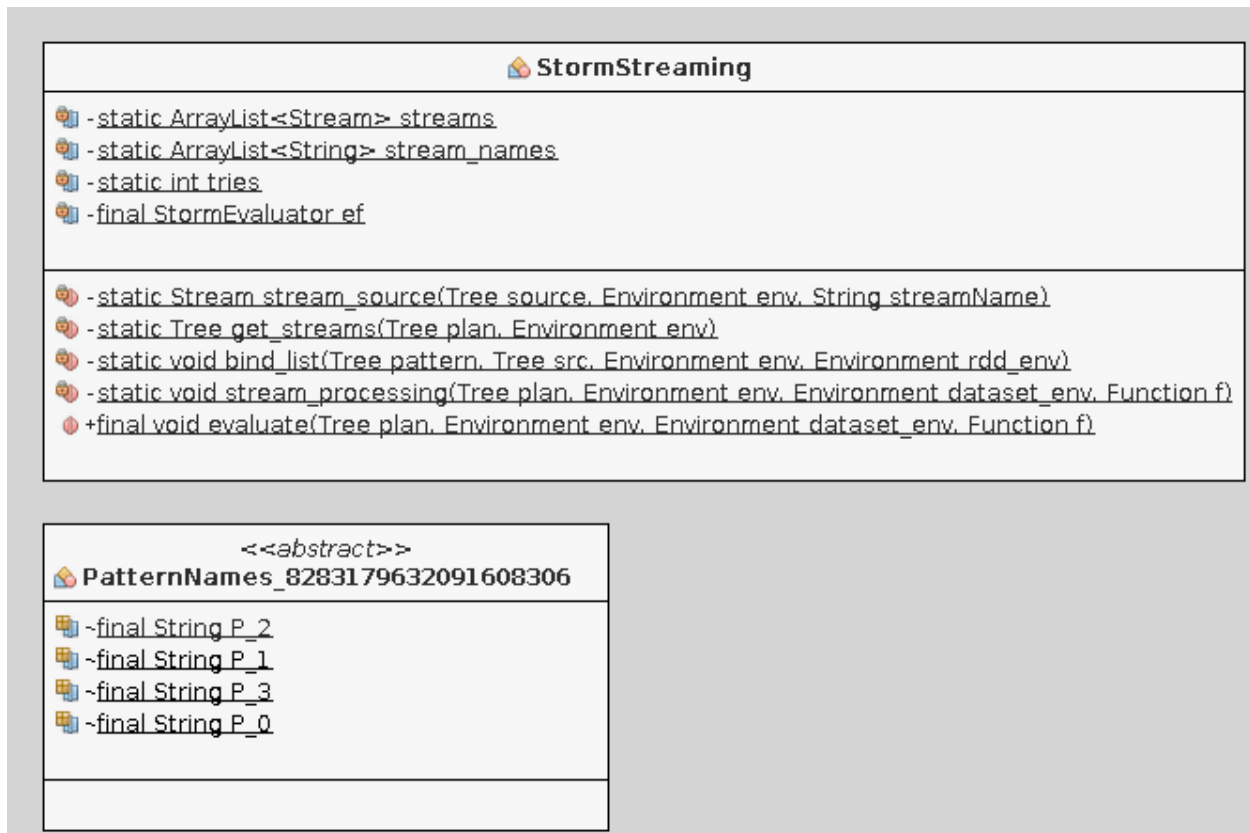 StormStreaming
-static ArrayList<Stream> streams
-static ArrayList<String> stream_names
-static int tries
-final StormEvaluator ef
-static Stream stream_source(Tree source, Environment env, String streamName)
-static Tree get_streams(Tree plan, Environment env)
-static void bind_list(Tree pattern, Tree src, Environment env, Environment rdd_env)
-static void stream_processing(Tree plan, Environment env, Environment dataset_env, Function f)
+final void evaluate(Tree plan, Environment env, Environment dataset_env, Function f)
<<abstract>>
PatternNames_8283179632091608306
~final String P_2
~final String P_1
~final String P_3
~final String P_0